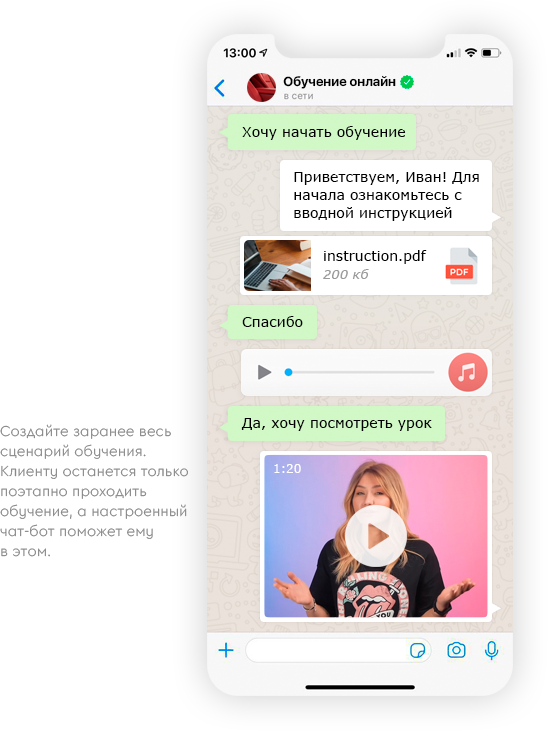 13:00
Обучение онлайн
в сети
Хочу начать обучение
Приветствуем, Иван! Для
начала ознакомьтесь с
вводной инструкцией
instruction.pdf
200 кб
PDF
Спасибо
Да, хочу посмотреть урок
1:20
YOU
Создайте заранее весь
сценарий обучения.
Клиенту останется только
поэтапно проходить
обучение, а настроенный
чат-бот поможет ему
в этом.